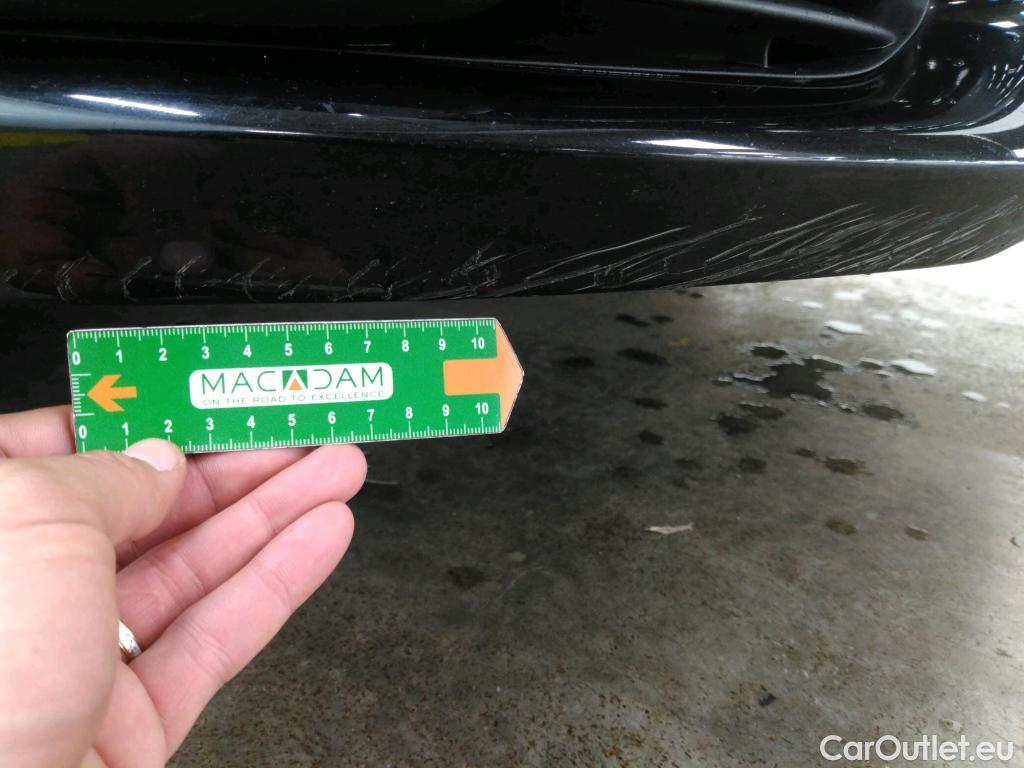 0 1 2 3 4 5 6 7 8 9 10
MACADAM
ON THE ROAD TO EXCELLENCE
0 1 2 3 4 5 6 7 8 9 10
CarOutlet.eu